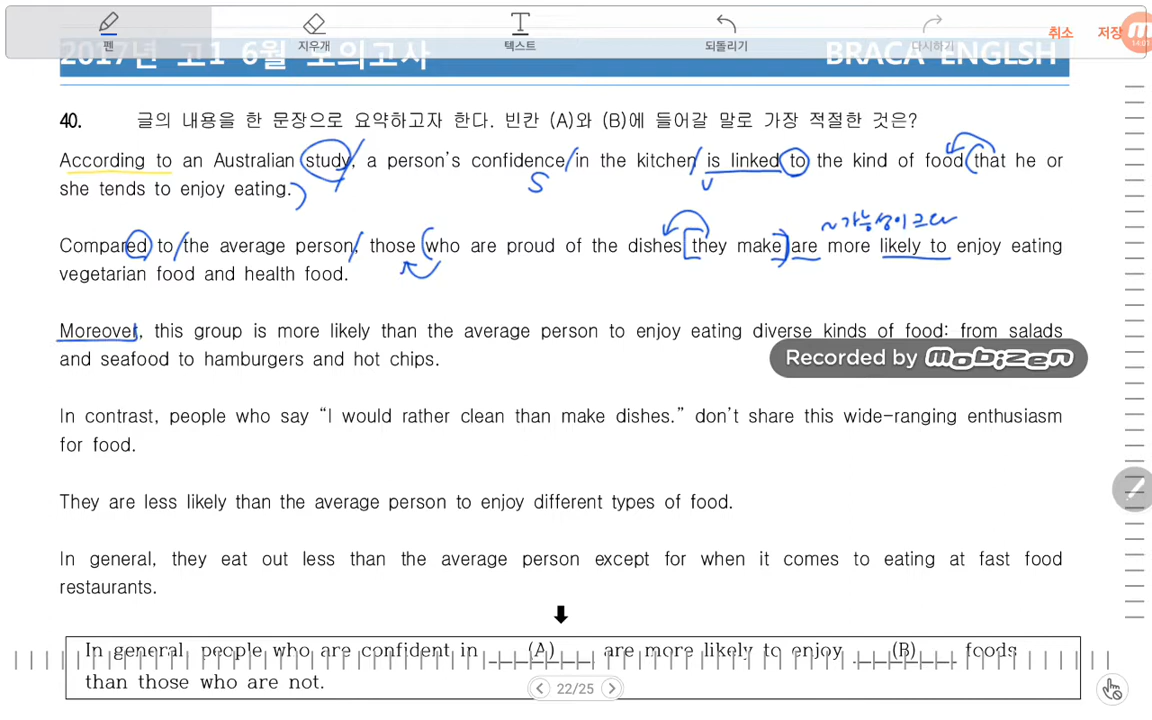 펜
지우개
텍스트
되돌리기
다시하기
취소
저장
14:01
2017년 고1 6월 모의고사
BRACA ENGLSH
40. 글의 내용을 한 문장으로 요약하고자 한다. 빈칸 (A)와 (B)에 들어갈 말로 가장 적절한 것은?
According to an Australian study, a person's confidence in the kitchen is linked to the kind of food that he or
she tends to enjoy eating.
S
v
~가능성이 크다
Compared to the average person, those who are proud of the dishes they make are more likely to enjoy eating
vegetarian food and health food.
Moreover, this group is more likely than the average person to enjoy eating diverse kinds of food: from salads
and seafood to hamburgers and hot chips.
Recorded by mobizen
In contrast, people who say “I would rather clean than make dishes.” don't share this wide-ranging enthusiasm
for food.
They are less likely than the average person to enjoy different types of food.
In general, they eat out less than the average person except for when it comes to eating at fast food
restaurants.
In general people who are confident in (A) are more likely to enjoy (B) foods
than those who are not.
22/25